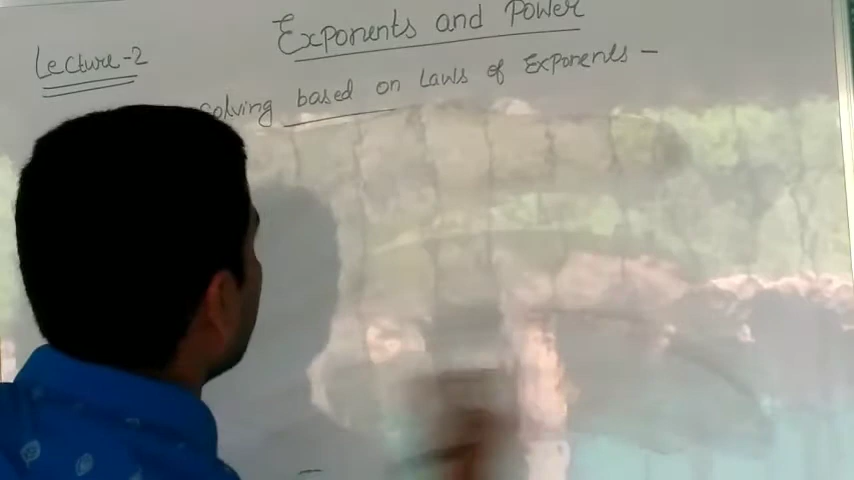 Exponents and Power
Lecture-2
Solving based on Laws of Exponents -